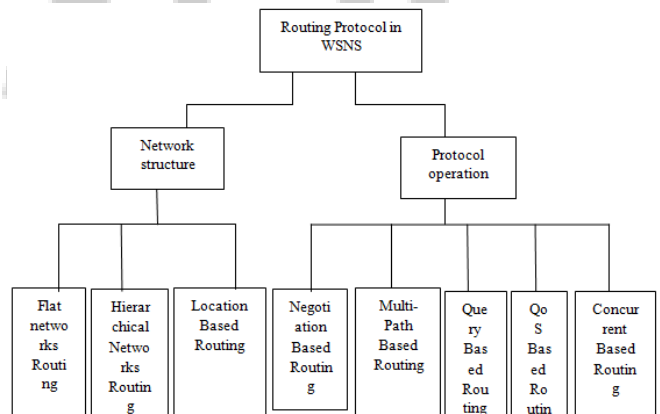 Routing Protocol in
WSNS
Network
structure
Protocol
operation
Flat
netwo
rks
Routi
ng
Hierar
chical
Netwo
rks
Routin
g
Location
Based
Routing
Negoti
ation
Based
Routin
g
Multi-
Path
Based
Routing
Que
ry
Bas
ed
Rou
ting
Qo
S
Bas
ed
Ro
utin
Concur
rent
Based
Routin
g